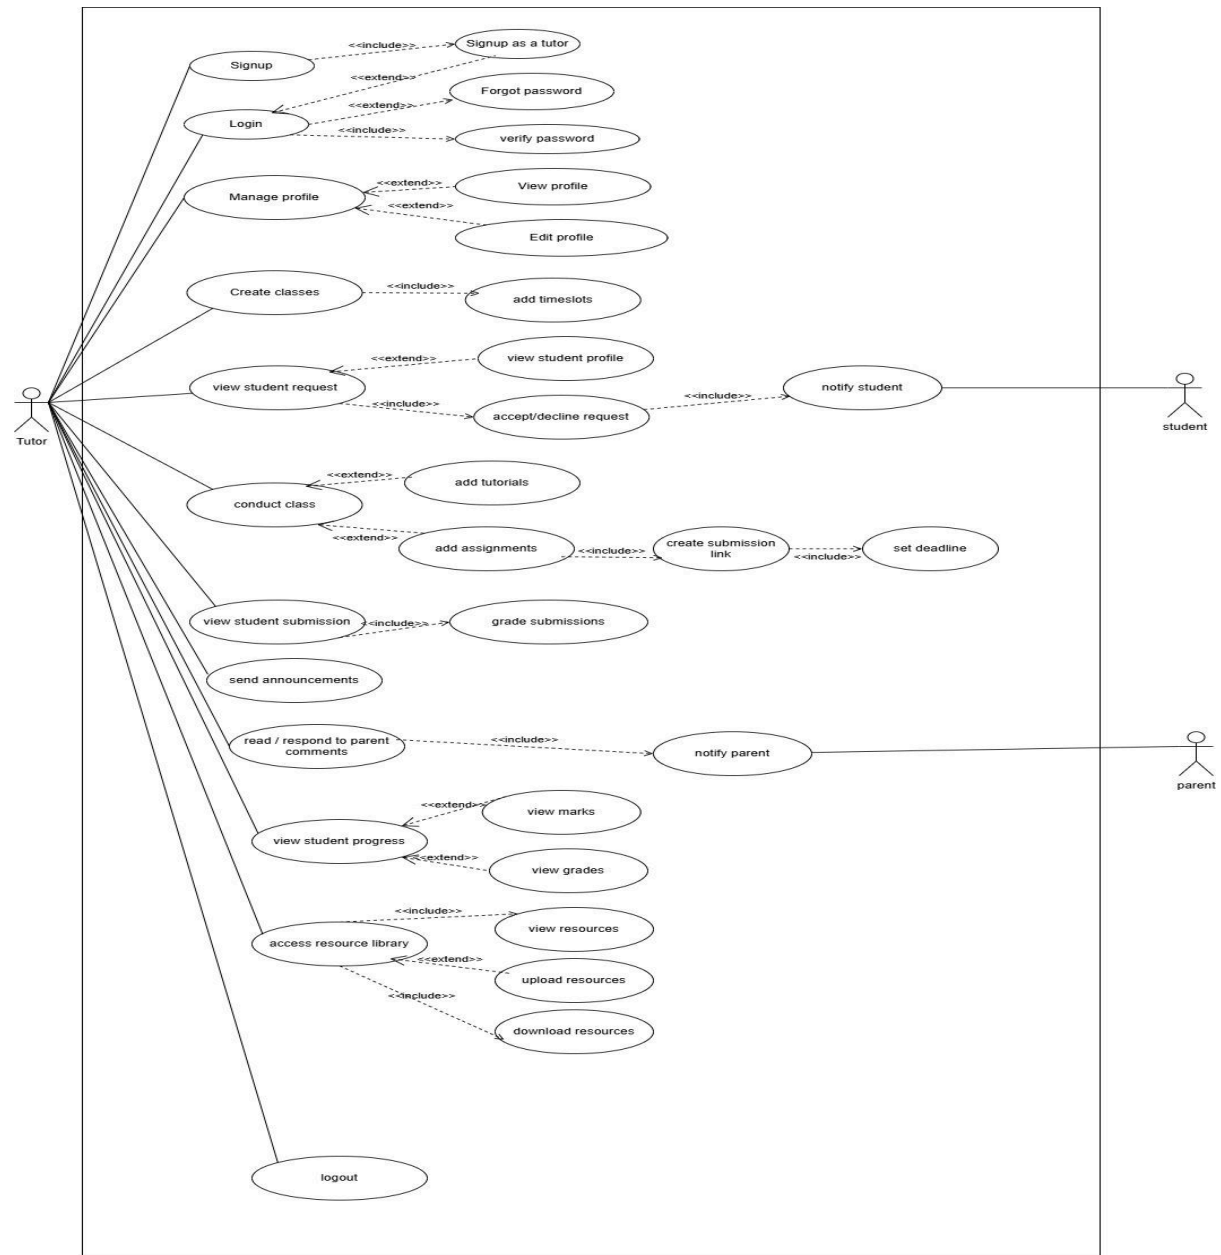 Signup
<<include>>
Signup as a tutor
<<extend>>
Login
<<extend>>
Forgot password
<<include>>
verify password
Manage profile
<<extend>>
View profile
<<extend>>
Edit profile
Create classes
<<include>>
add timeslots
<<extend>>
view student profile
view student request
<<include>>
accept/decline request
<<include>>
notify student
student
Tutor
<<extend>>
add tutorials
conduct class
<<extend>>
add assignments
<<include>>
create submission
link
<<include>>
set deadline
view student submission
<<include>>
grade submissions
send announcements
read / respond to parent
comments
<<include>>
notify parent
parent
<<extend>>
view marks
view student progress
<<extend>>
view grades
<<include>>
view resources
access resource library
<<extend>>
upload resources
<<include>>
download resources
logout